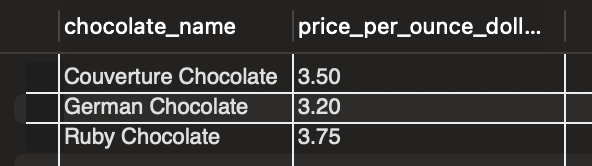 chocolate_name price_per_ounce_doll...
Couverture Chocolate 3.50
German Chocolate 3.20
Ruby Chocolate 3.75